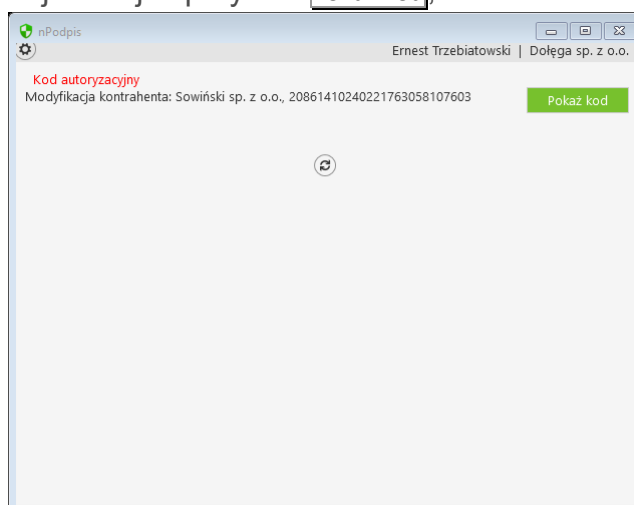 nPodpis
Ernest Trzebiatowski | Dołęga sp. z o.o.
Kod autoryzacyjny
Modyfikacja kontrahenta: Sowiński sp. z o.o., 20861410240221763058107603
Pokaż kod